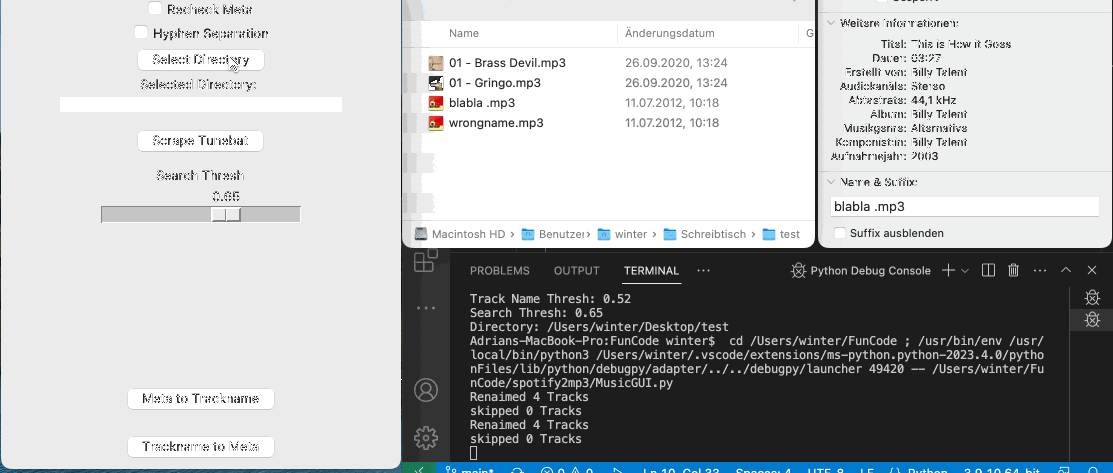 Recheck Meta
Hyphen Separation
Select Directory
Selected Directory:
Scrape Tunebat
Search Thresh
0.65
Meta to Trackname
Trackname to Meta
Name Änderungsdatum G
01 - Brass Devil.mp3 26.09.2020, 13:24
01 - Gringo.mp3 26.09.2020, 13:24
blabla .mp3 11.07.2012, 10:18
wrongname.mp3 11.07.2012, 10:18
Macintosh HD › Benutzer › winter › Schreibtisch › test
Weitere Informationen:
Titel: This is How it Goes
Dauer: 03:27
Erstellt von: Billy Talent
Audiokanäle: Stereo
Abtastrate: 44,1 kHz
Album: Billy Talent
Musikgenre: Alternative
Komponist:in: Billy Talent
Aufnahmejahr: 2003
Name & Suffix:
blabla .mp3
Suffix ausblenden
PROBLEMS OUTPUT TERMINAL ··· Python Debug Console
Track Name Thresh: 0.52
Search Thresh: 0.65
Directory: /Users/winter/Desktop/test
Adrians-MacBook-Pro:FunCode winter$  cd /Users/winter/FunCode ; /usr/bin/env /usr/
local/bin/python3 /Users/winter/.vscode/extensions/ms-python.python-2023.4.0/pytho
nFiles/lib/python/debugpy/adapter/../../debugpy/launcher 49420 -- /Users/winter/Fu
nCode/spotify2mp3/MusicGUI.py
Renaimed 4 Tracks
skipped 0 Tracks
Renaimed 4 Tracks
skipped 0 Tracks
main* 0 0 Ln 10, Col 33 Spaces: 4 UTF-8 LF Python 3.9.10 64-bit